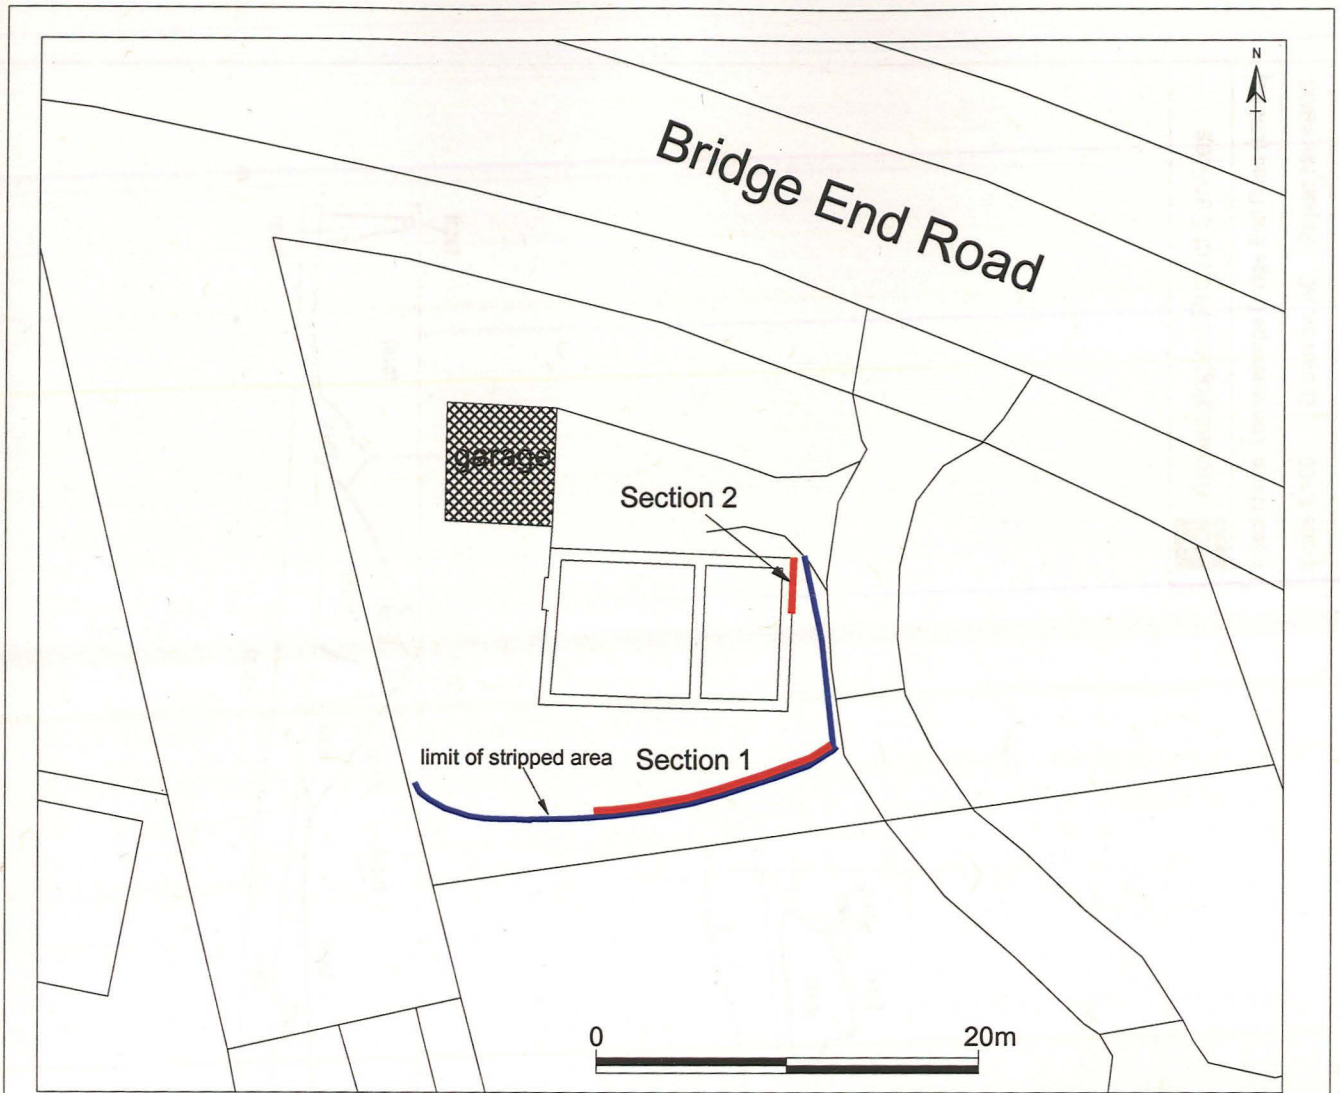 N
Bridge End Road
garage
Section 2
limit of stripped area
Section 1
0
20m